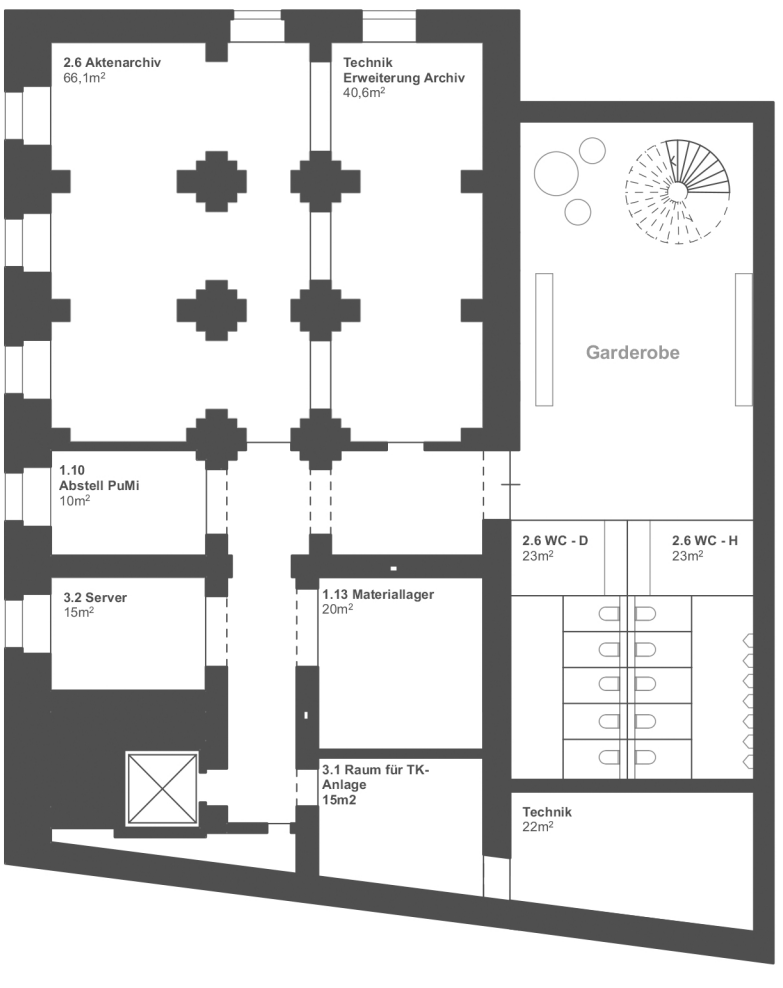 2.6 Aktenarchiv
66,1m²
Technik
Erweiterung Archiv
40,6m²
Garderobe
1.10
Abstell PuMi
10m²
2.6 WC - D
23m²
2.6 WC - H
23m²
3.2 Server
15m²
1.13 Materiallager
20m²
3.1 Raum für TK-
Anlage
15m2
Technik
22m²